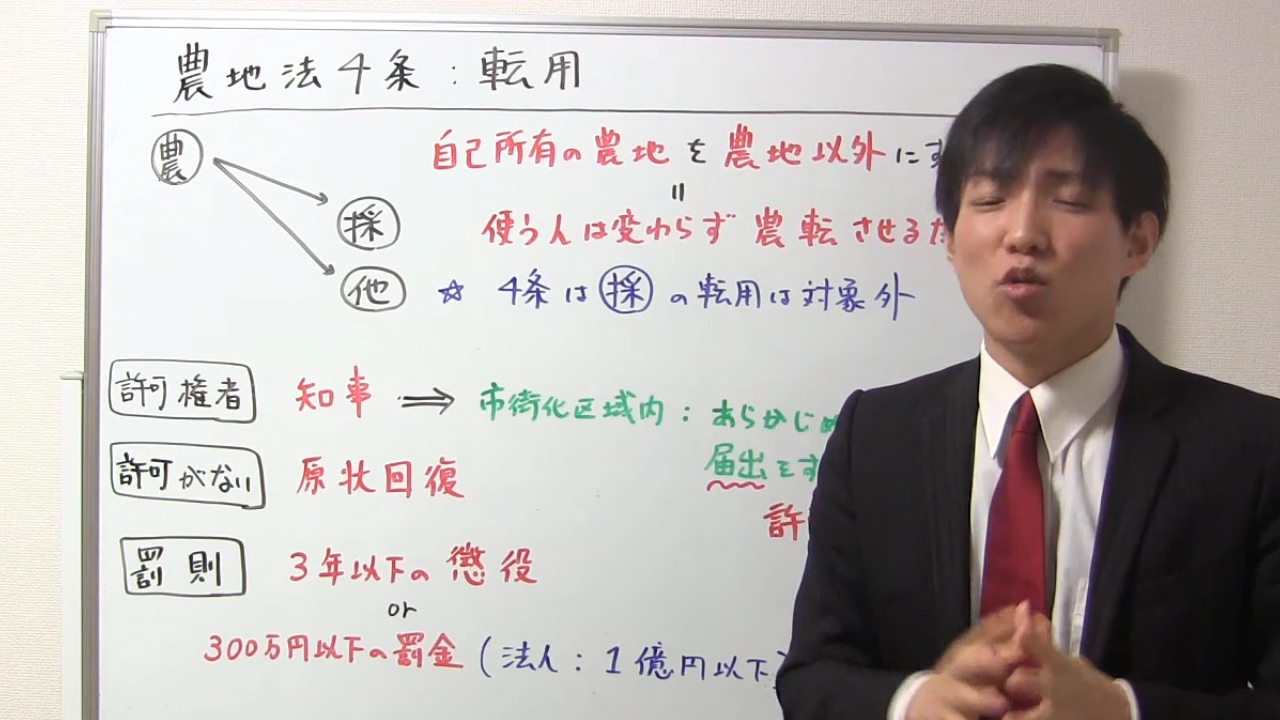 農地法4条：転用
農
自己所有の農地を農地以外にす
〃
使う人は変わらず農転させる
採
他
☆ 4条は採の転用は対象外
許可権者 知事 ⇒ 市街化区域内：あらかじめ
届出をす
許可がない 原状回復
許
罰則 3年以下の懲役
or
300万円以下の罰金(法人：1億円以下)